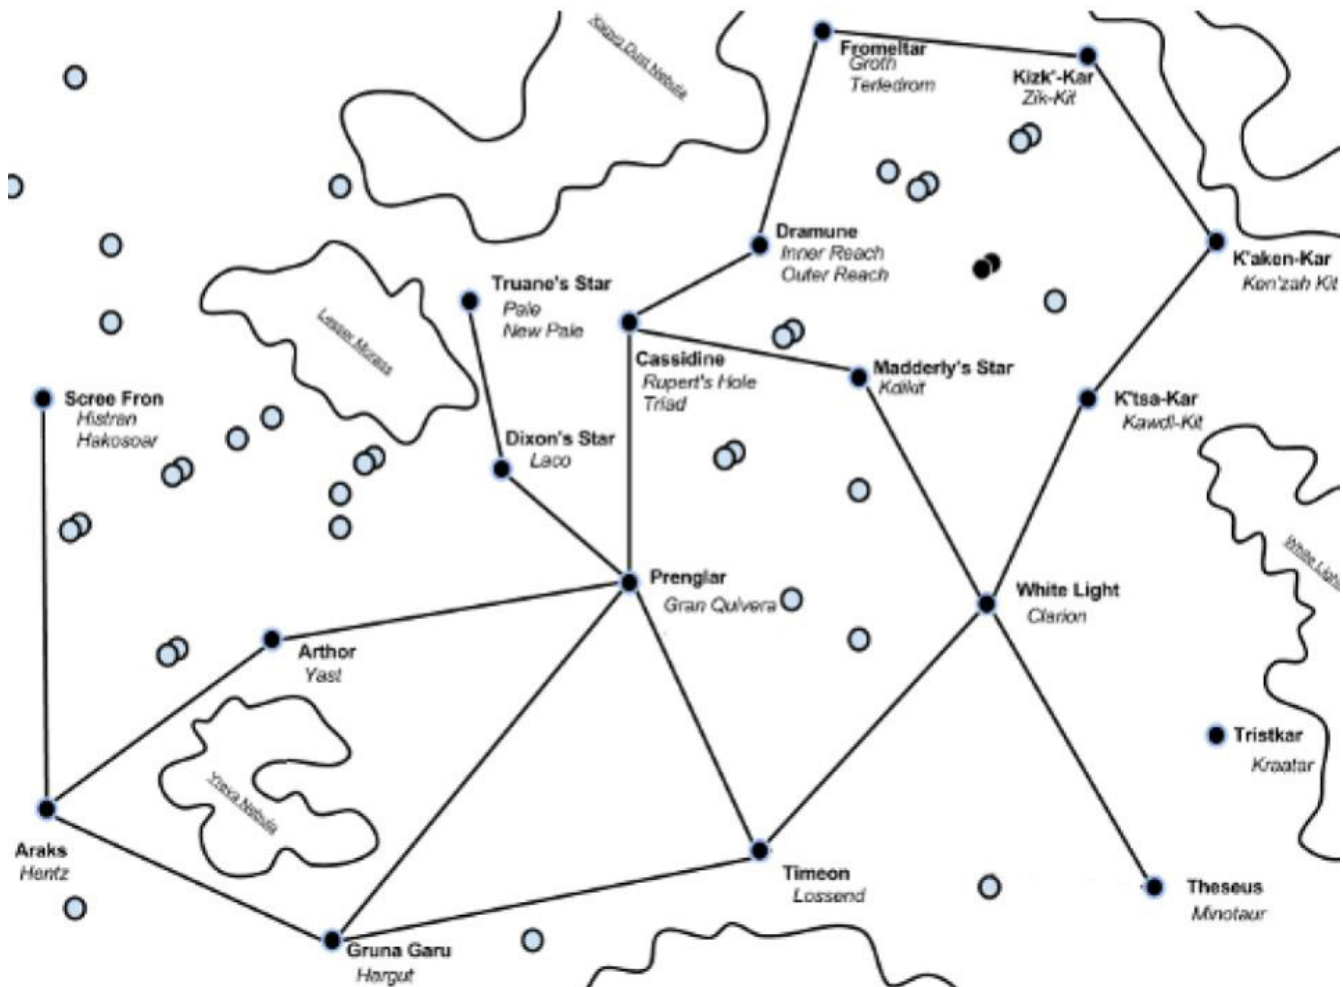 Xagyg Dust Nebula
Fromeltar
Groth
Terledrom
Kizk'-Kar
Zik-Kit
Dramune
Inner Reach
Outer Reach
K'aken-Kar
Ken'zah Kit
Truane's Star
Pale
New Pale
Lesser Morass
Cassidine
Rupert's Hole
Triad
Madderly's Star
Kdikit
K'tsa-Kar
Kawdl-Kit
Scree Fron
Histran
Hakosoar
Dixon's Star
Laco
White Light
Prenglar
Gran Quivera
White Light
Clarion
Arthor
Yast
Tristkar
Kraatar
Yreva Nebula
Araks
Hentz
Timeon
Lossend
Theseus
Minotaur
Gruna Garu
Hargut